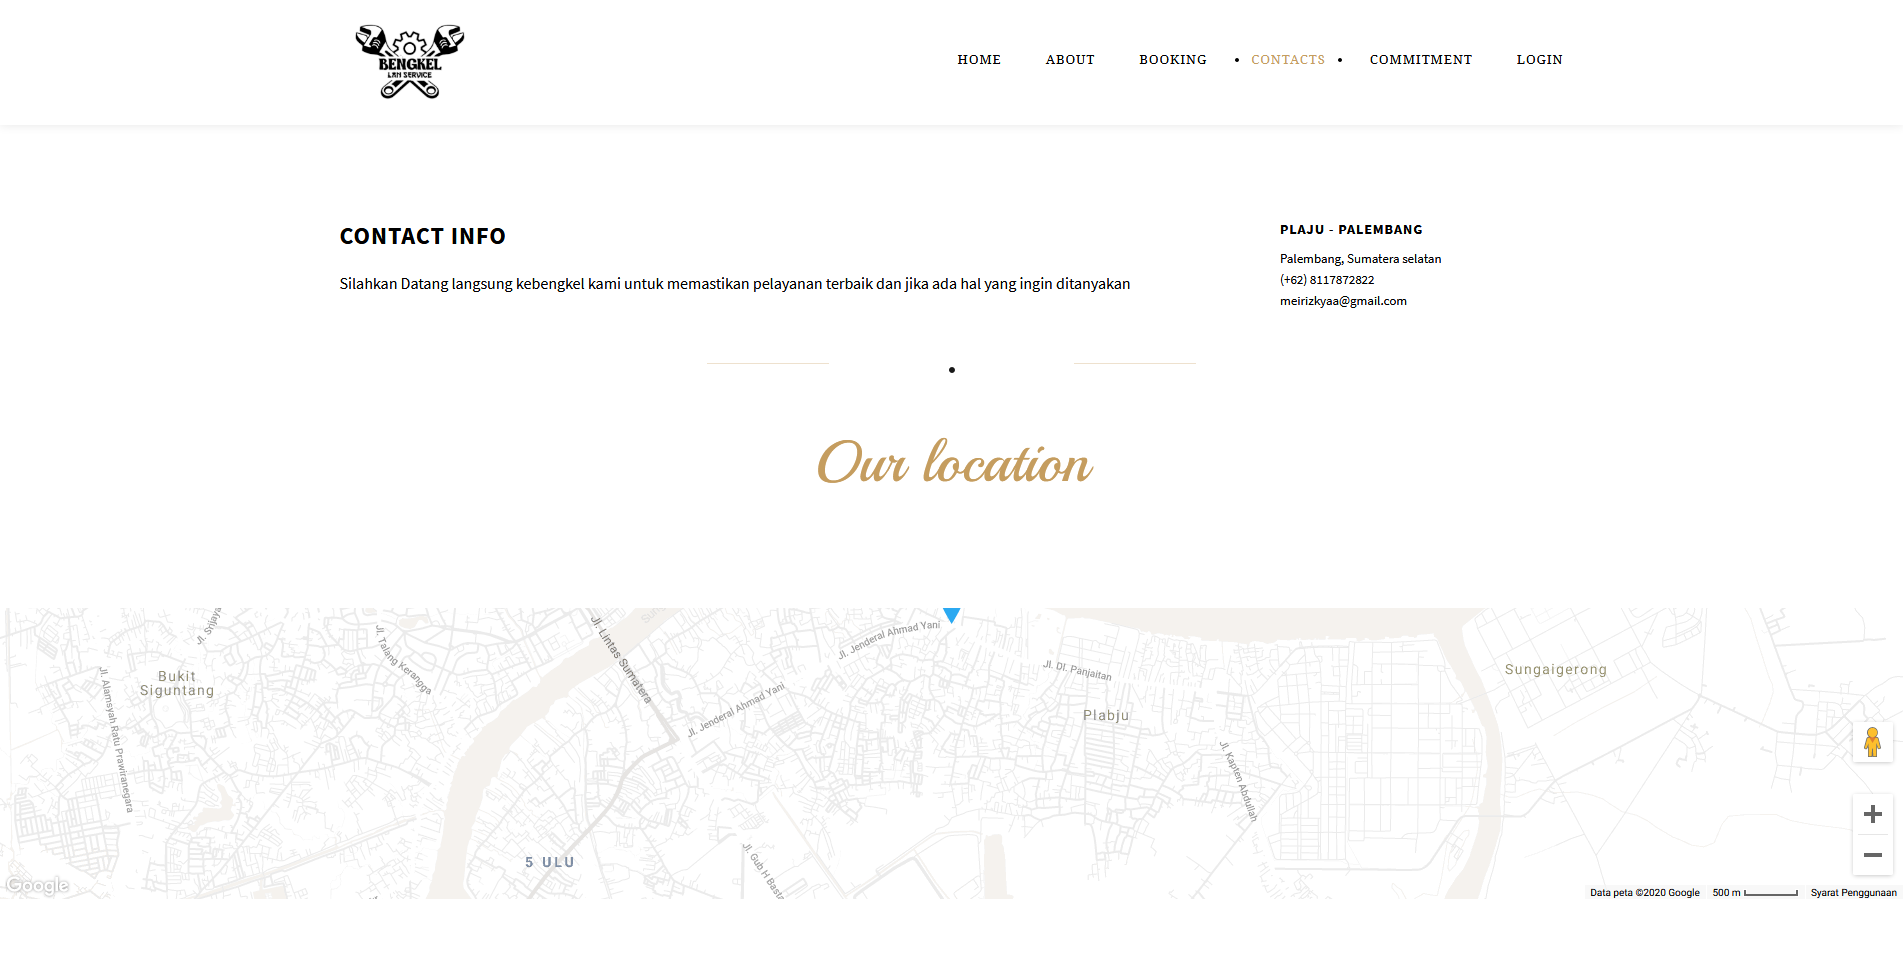 BENGKEL
LAN SERVICE
HOME
ABOUT
BOOKING
CONTACTS
COMMITMENT
LOGIN
CONTACT INFO
Silahkan Datang langsung kebengkel kami untuk memastikan pelayanan terbaik dan jika ada hal yang ingin ditanyakan
PLAJU - PALEMBANG
Palembang, Sumatera selatan
(+62) 8117872822
meirizkyaa@gmail.com
Our location
Jl. Srijaya
Jl. Talang Kerangga
Jl. Lintas Sumatera
Jl. Jenderal Ahmad Yani
Jl. DI. Panjaitan
Sungaigerong
Bukit
Siguntang
Jl. Alamsyah Ratu Prawiranegara
Jl. Jenderal Ahmad Yani
Plabju
Jl. Kapten Abdullah
5 ULU
Jl. Gub H Basta
Google
Data peta ©2020 Google
500 m
Syarat Penggunaan